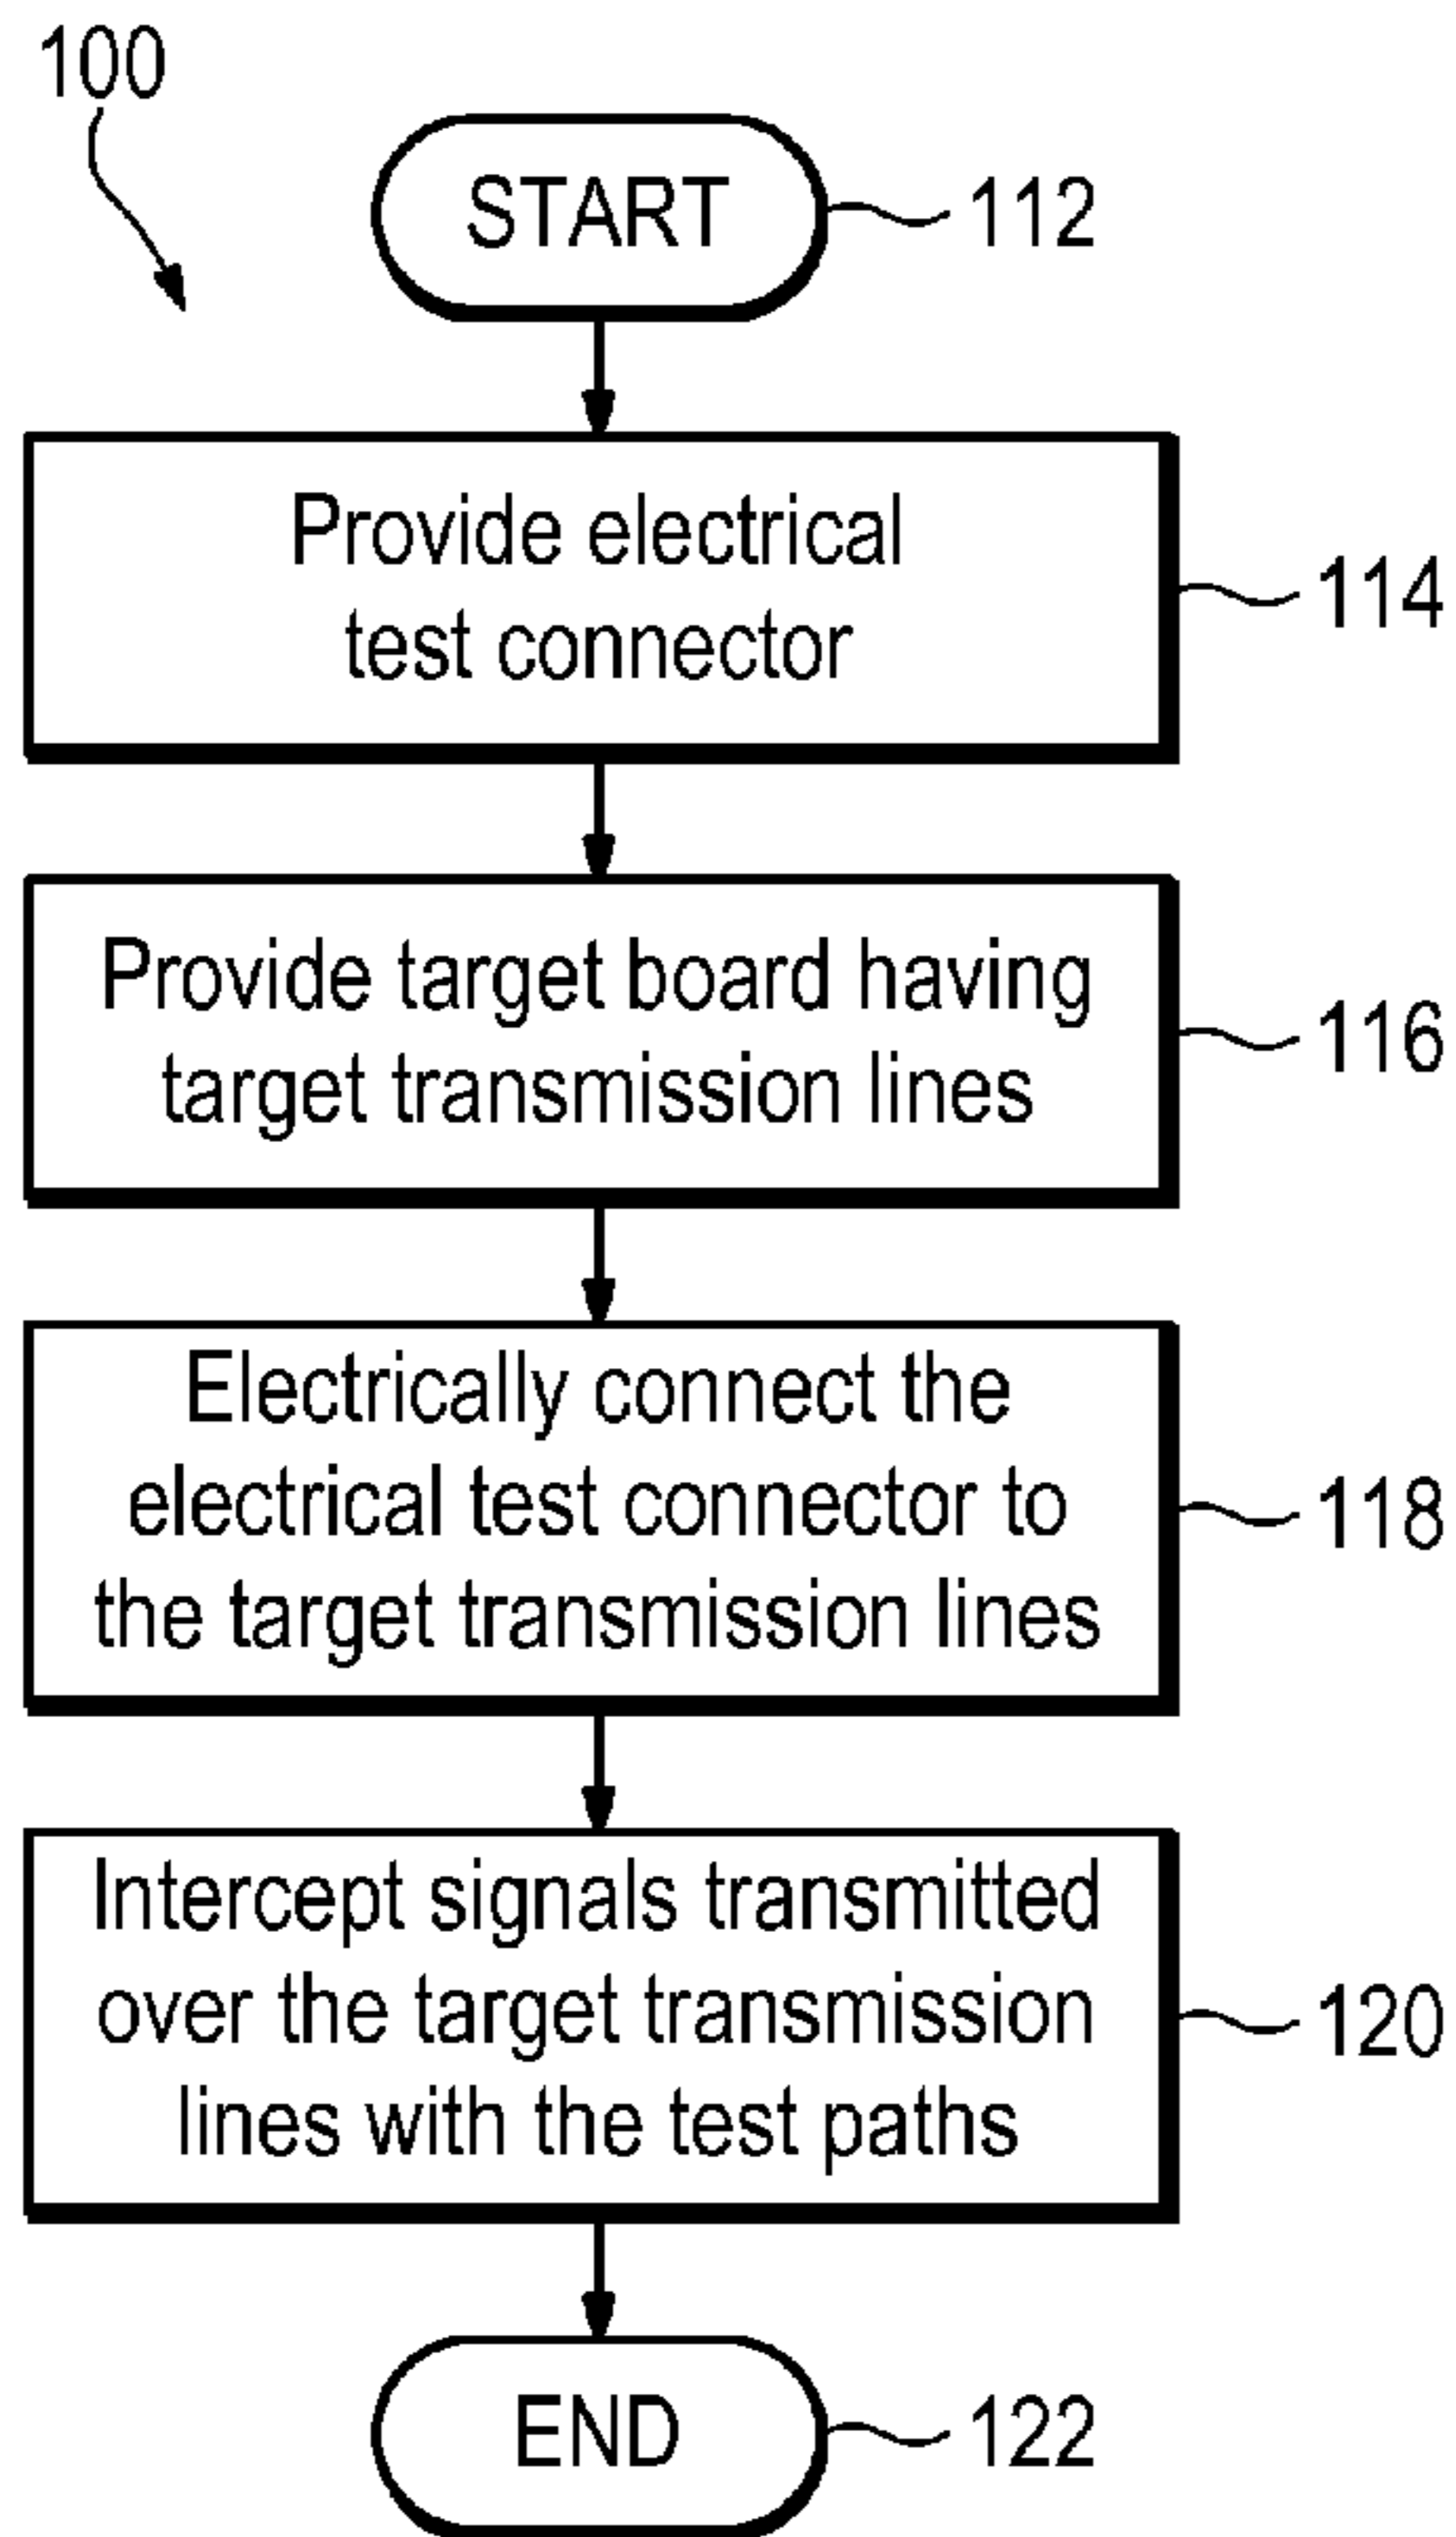 100
START
112
Provide electrical
test connector
114
Provide target board having
target transmission lines
116
Electrically connect the
electrical test connector to
the target transmission lines
118
Intercept signals transmitted
over the target transmission
lines with the test paths
120
END
122